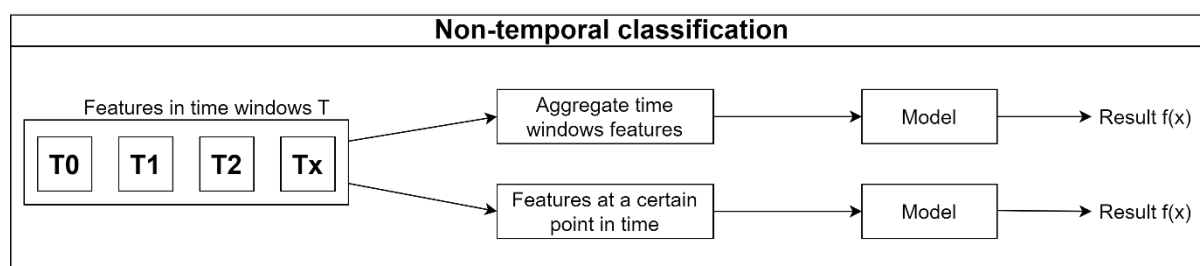 Non-temporal classification
Features in time windows T
T0
T1
T2
Tx
Aggregate time
windows features
Model
Result f(x)
Features at a certain
point in time
Model
Result f(x)